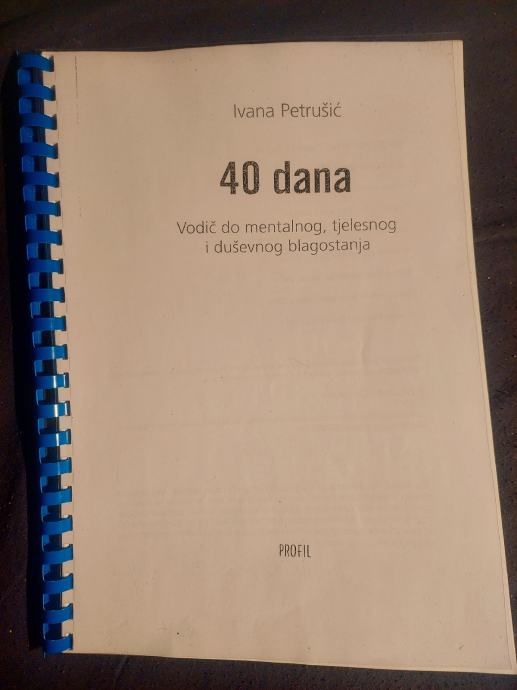 Ivana Petrušić
40 dana
Vodič do mentalnog, tjelesnog
i duševnog blagostanja
PROFIL